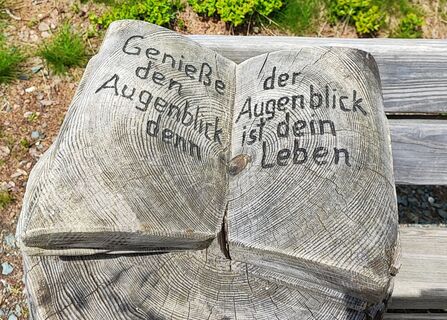 Genieße
den
Augenblick
denn
der
Augenblick
ist dein
Leben